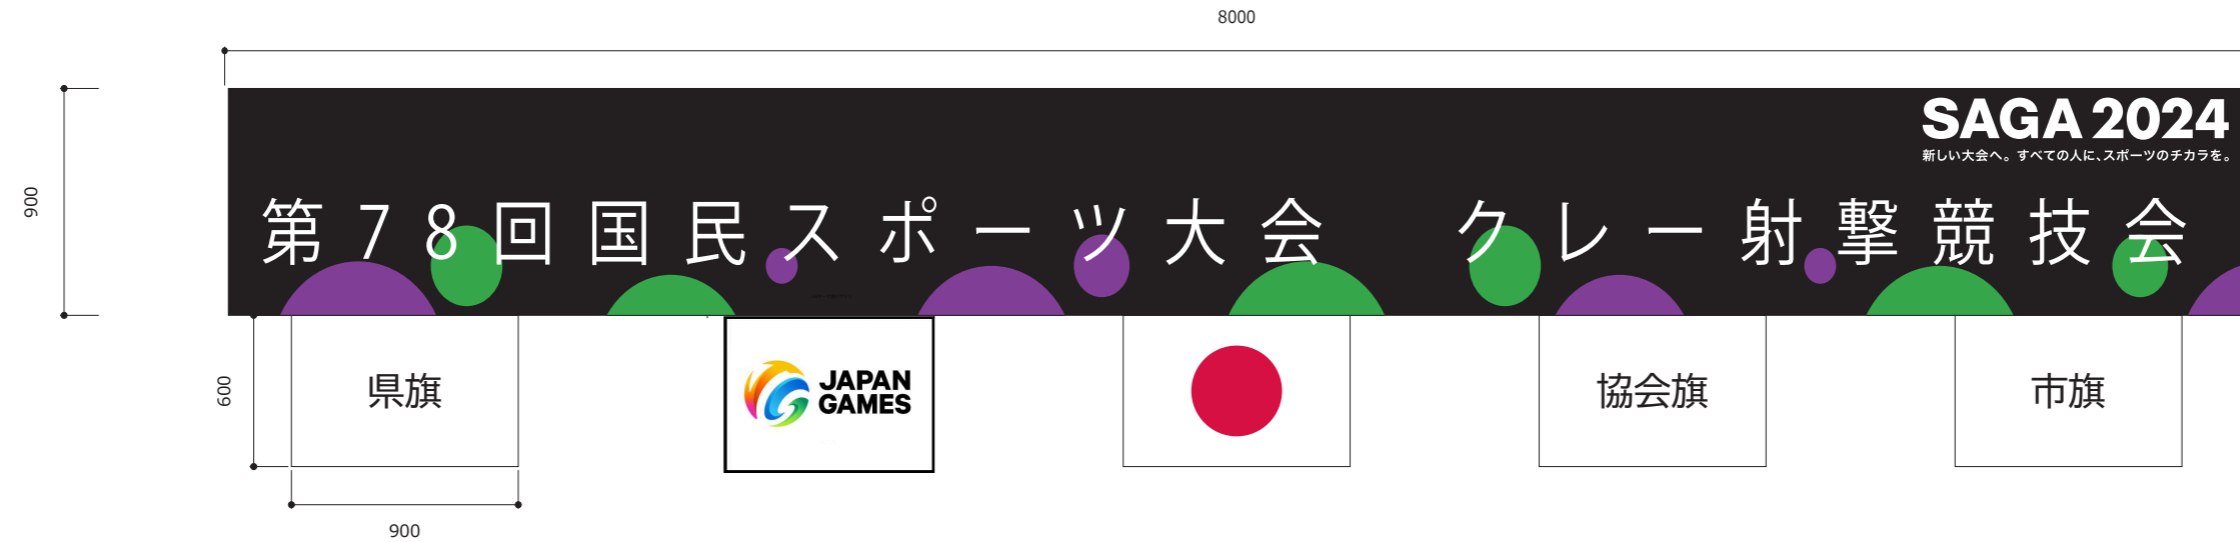 8000
900
SAGA 2024
新しい大会へ。すべての人に、スポーツのチカラを。
第78回国民スポーツ大会　クレー射撃競技会
600
県旗
JAPAN
GAMES
協会旗
市旗
900